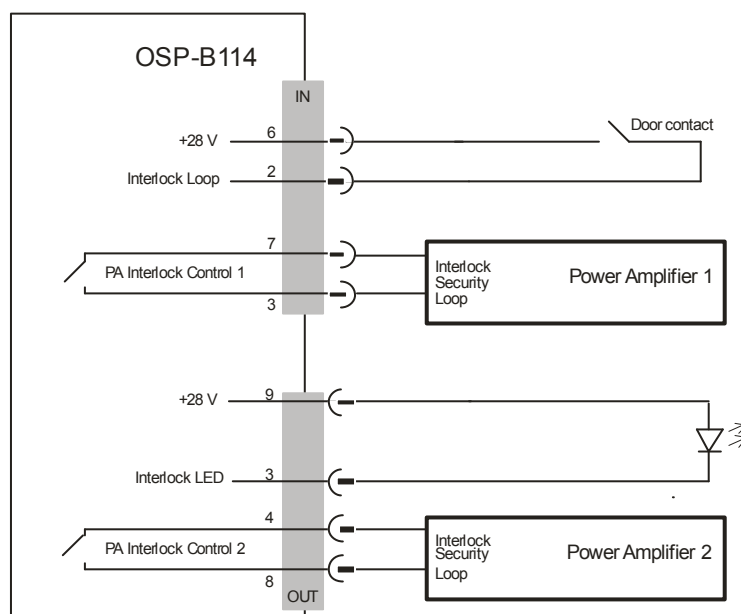 OSP-B114
IN
+28 V 6
Door contact
Interlock Loop 2
7
PA Interlock Control 1
3
Interlock
Security
Loop
Power Amplifier 1
+28 V 9
Interlock LED 3
4
PA Interlock Control 2
8
OUT
Interlock
Security
Loop
Power Amplifier 2